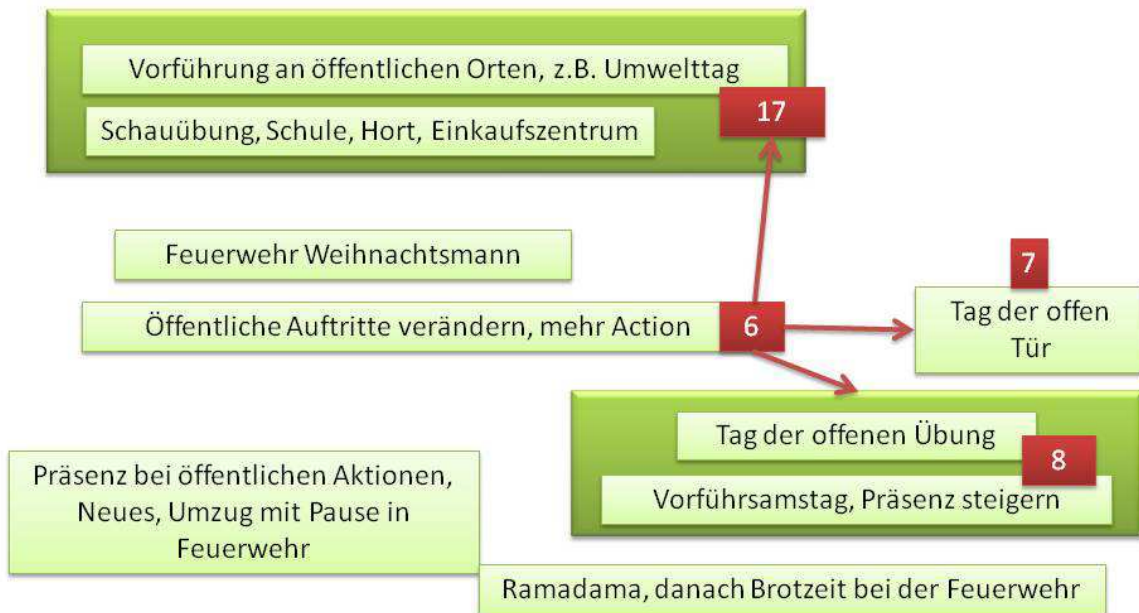 Vorführung an öffentlichen Orten, z.B. Umwelttag
17
Schauübung, Schule, Hort, Einkaufszentrum
Feuerwehr Weihnachtsmann
7
Öffentliche Auftritte verändern, mehr Action
6
Tag der offen
Tür
Tag der offenen Übung
8
Vorführsamstag, Präsenz steigern
Präsenz bei öffentlichen Aktionen,
Neues, Umzug mit Pause in
Feuerwehr
Ramadama, danach Brotzeit bei der Feuerwehr